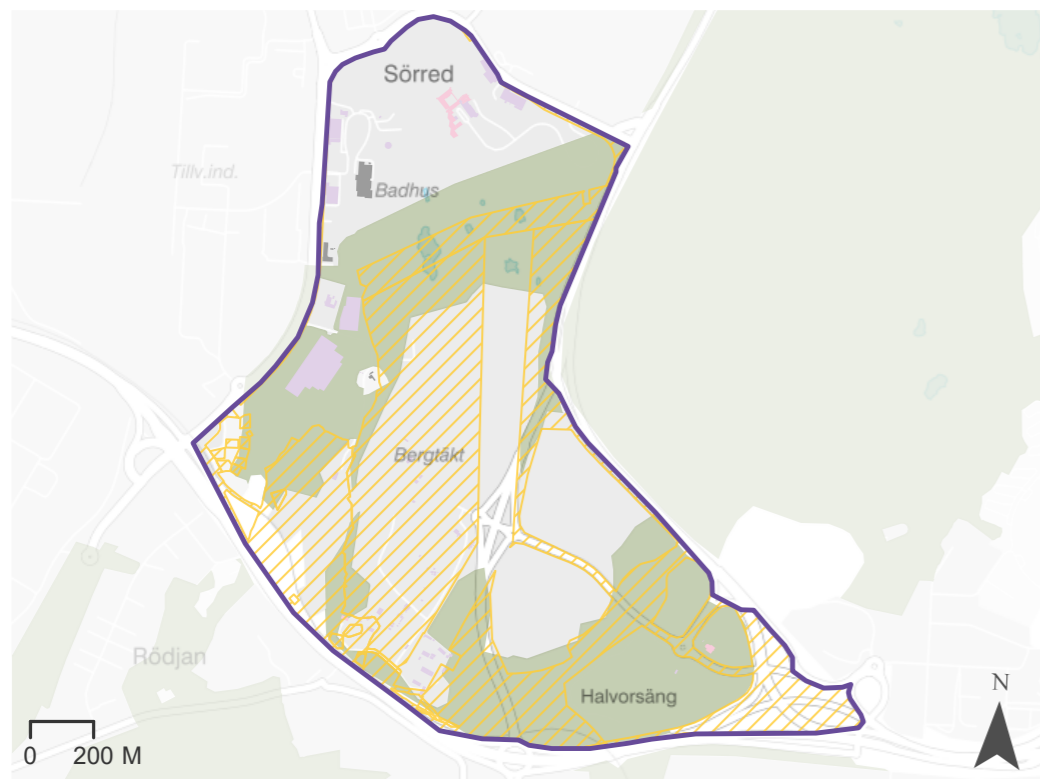 Sörred
Tillv.ind.
Badhus
Bergtäkt
Rödjan
Halvorsäng
N
0 200 M